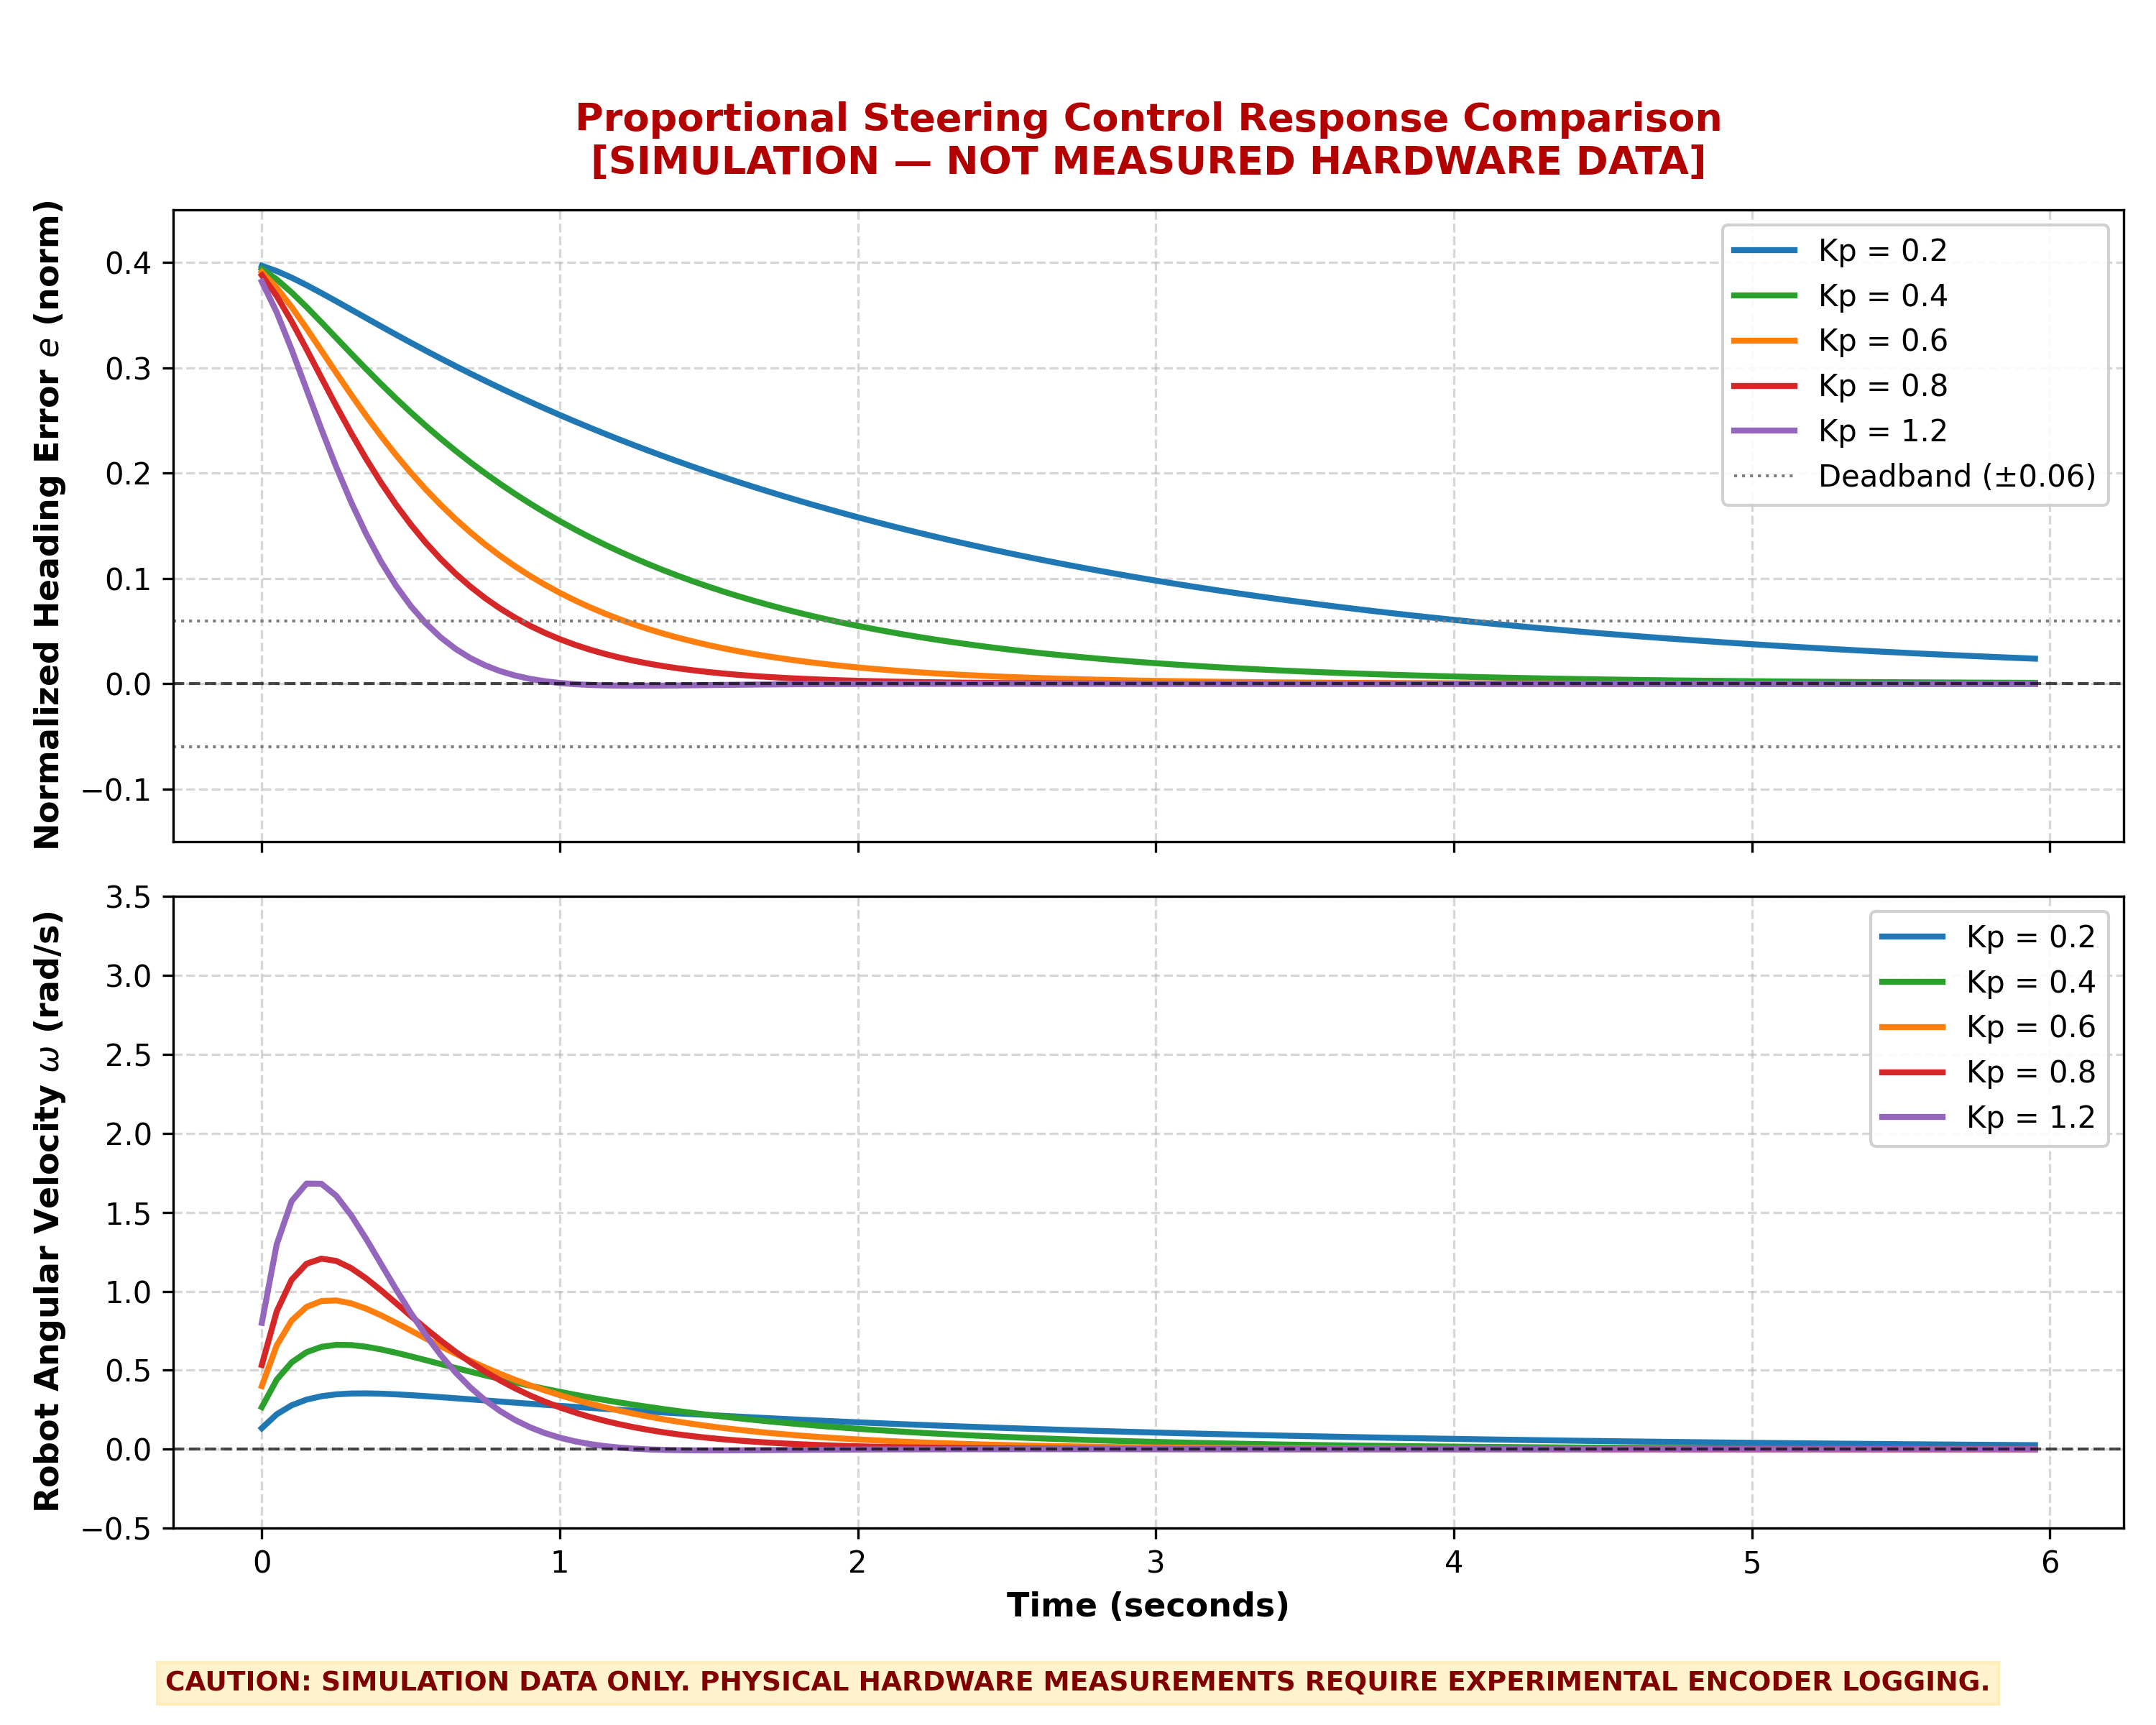 Proportional Steering Control Response Comparison
[SIMULATION — NOT MEASURED HARDWARE DATA]
Normalized Heading Error e (norm)
0.4
0.3
0.2
0.1
0.0
−0.1
Kp = 0.2
Kp = 0.4
Kp = 0.6
Kp = 0.8
Kp = 1.2
Deadband (±0.06)
Robot Angular Velocity ω (rad/s)
3.5
3.0
2.5
2.0
1.5
1.0
0.5
0.0
−0.5
Kp = 0.2
Kp = 0.4
Kp = 0.6
Kp = 0.8
Kp = 1.2
0 1 2 3 4 5 6
Time (seconds)
CAUTION: SIMULATION DATA ONLY. PHYSICAL HARDWARE MEASUREMENTS REQUIRE EXPERIMENTAL ENCODER LOGGING.